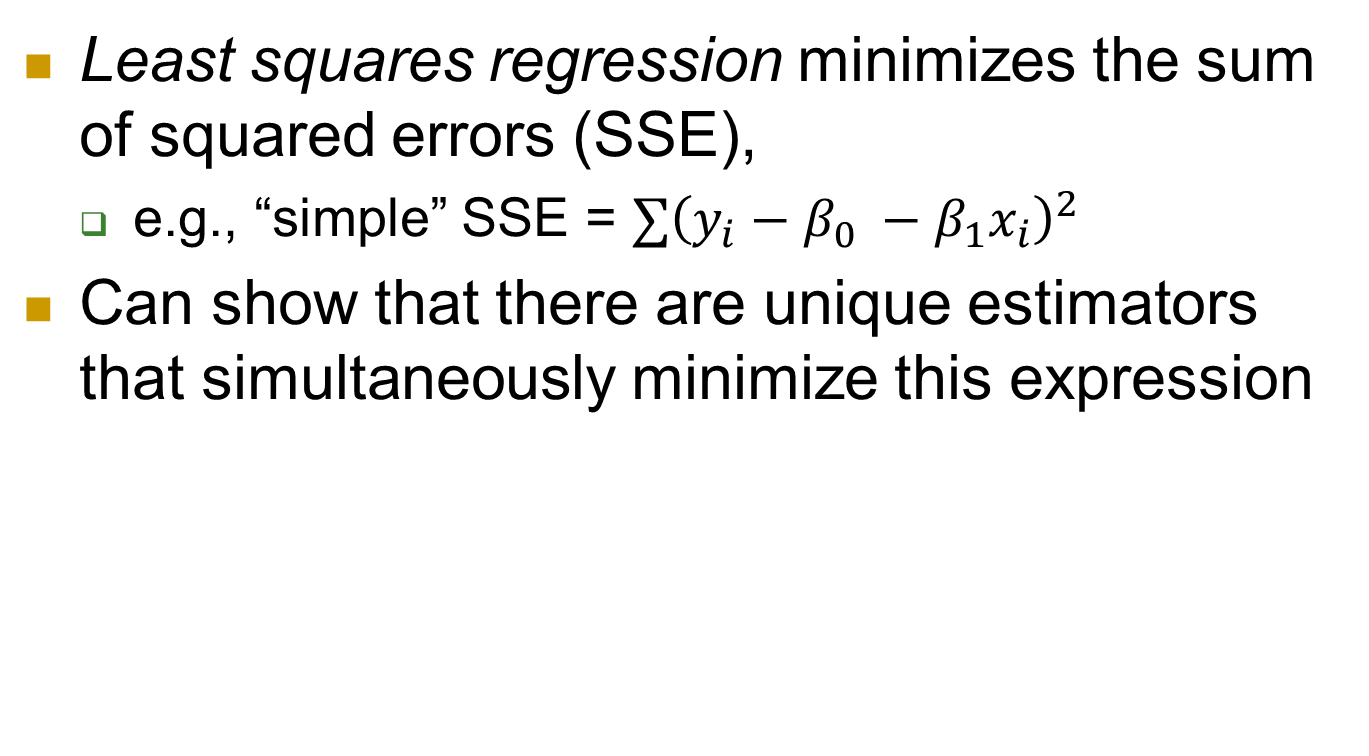 Least squares regression minimizes the sum
of squared errors (SSE),
e.g., “simple” SSE = ∑(𝑦ᵢ − 𝛽₀ − 𝛽₁𝑥ᵢ)²
Can show that there are unique estimators
that simultaneously minimize this expression